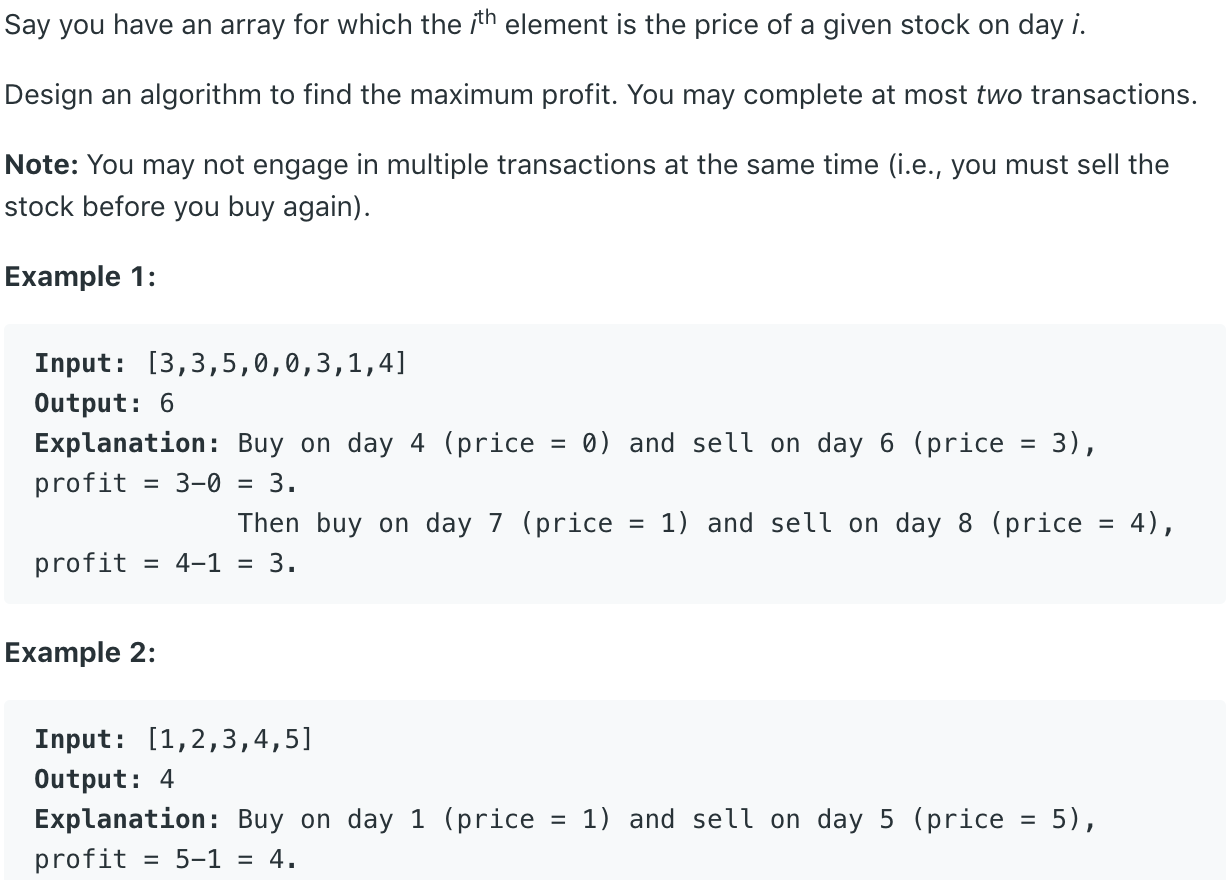 Say you have an array for which the ith element is the price of a given stock on day i.
Design an algorithm to find the maximum profit. You may complete at most two transactions.
Note: You may not engage in multiple transactions at the same time (i.e., you must sell the
stock before you buy again).
Example 1:
Input: [3,3,5,0,0,3,1,4]
Output: 6
Explanation: Buy on day 4 (price = 0) and sell on day 6 (price = 3),
profit = 3-0 = 3.
Then buy on day 7 (price = 1) and sell on day 8 (price = 4),
profit = 4-1 = 3.
Example 2:
Input: [1,2,3,4,5]
Output: 4
Explanation: Buy on day 1 (price = 1) and sell on day 5 (price = 5),
profit = 5-1 = 4.